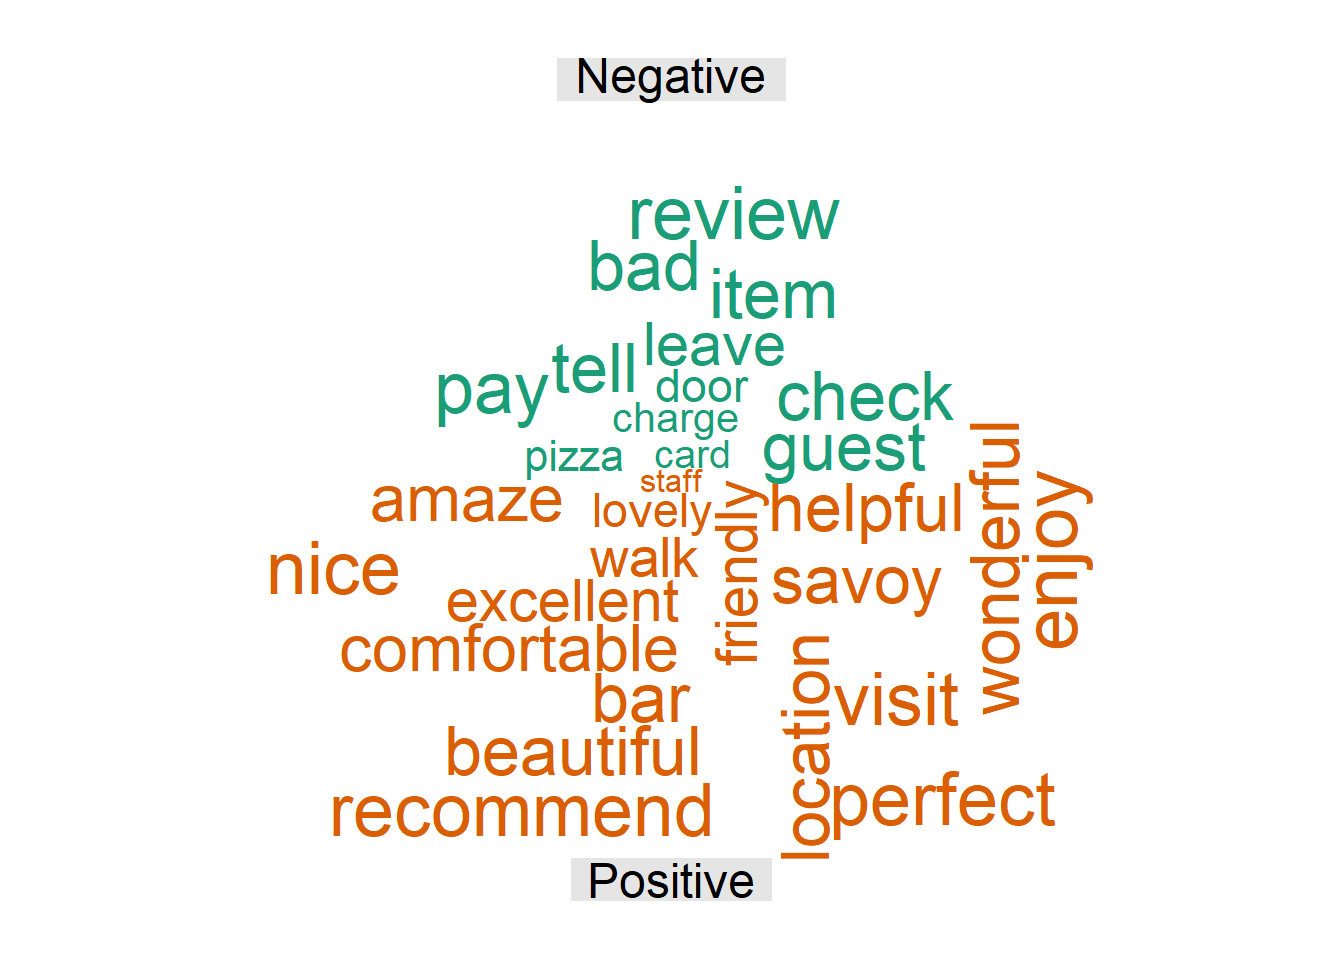 Negative
review
bad
item
leave
tell
pay
door
check
charge
guest
pizza
card
staff
amaze
lovely
friendly
helpful
wonderful
enjoy
nice
walk
savoy
excellent
comfortable
bar
location
visit
beautiful
recommend
perfect
Positive